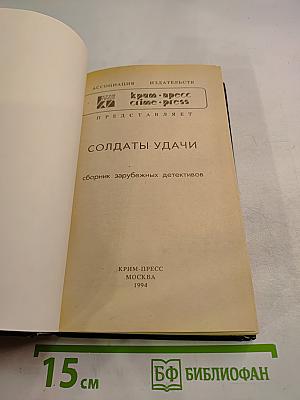 АССОЦИАЦИЯ ИЗДАТЕЛЬСТВ
крим·пресс
crime·press
ПРЕДСТАВЛЯЕТ
СОЛДАТЫ УДАЧИ
сборник зарубежных детективов
КРИМ-ПРЕСС
МОСКВА
1994
15 см
БФ БИБЛИОФАН